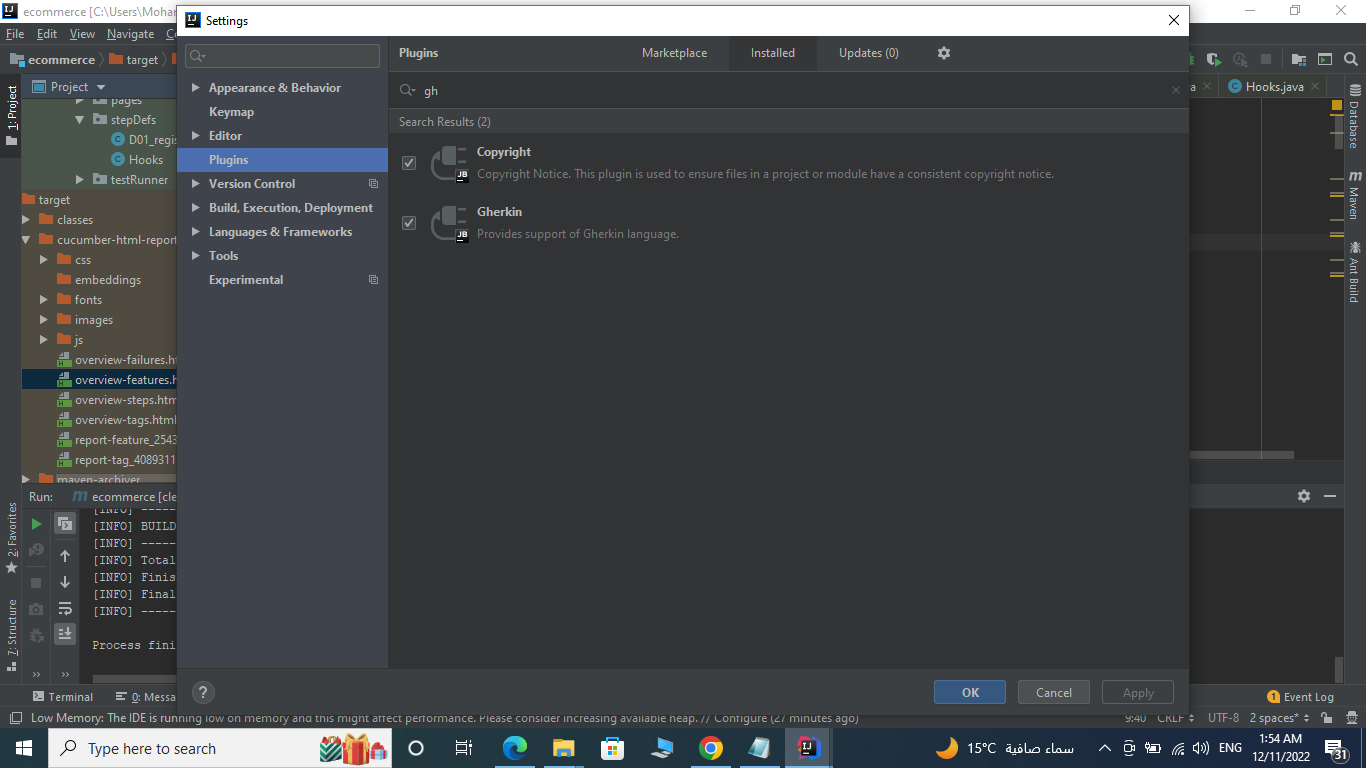 ecommerce [C:\Users\Mohar
Settings
File Edit View Navigate Co
ecommerce target
Project
pages
stepDefs
D01_regis
Hooks
testRunner
target
classes
cucumber-html-report
css
embeddings
fonts
images
js
overview-failures.ht
overview-features.h
overview-steps.htm
overview-tags.html
report-feature_2543
report-tag_4089311
maven-archiver
1: Project
2: Favorites
7: Structure
Appearance & Behavior
Keymap
Editor
Plugins
Version Control
Build, Execution, Deployment
Languages & Frameworks
Tools
Experimental
Plugins Marketplace Installed Updates (0)
gh
Search Results (2)
Copyright
JB
Copyright Notice. This plugin is used to ensure files in a project or module have a consistent copyright notice.
Gherkin
JB
Provides support of Gherkin language.
? OK Cancel Apply
a Hooks.java
Database
Maven
Ant Build
Run: ecommerce [cle
[INFO] -----
[INFO] BUILD
[INFO] -----
[INFO] Total
[INFO] Finis
[INFO] Final
[INFO] -----
Process fini
Terminal 0: Messa
1 Event Log
Low Memory: The IDE is running low on memory and this might affect performance. Please consider increasing available heap. // Configure (27 minutes ago)
9:40 CRLF UTF-8 2 spaces*
Type here to search
15°C سماء صافية
ENG
1:54 AM
12/11/2022
31